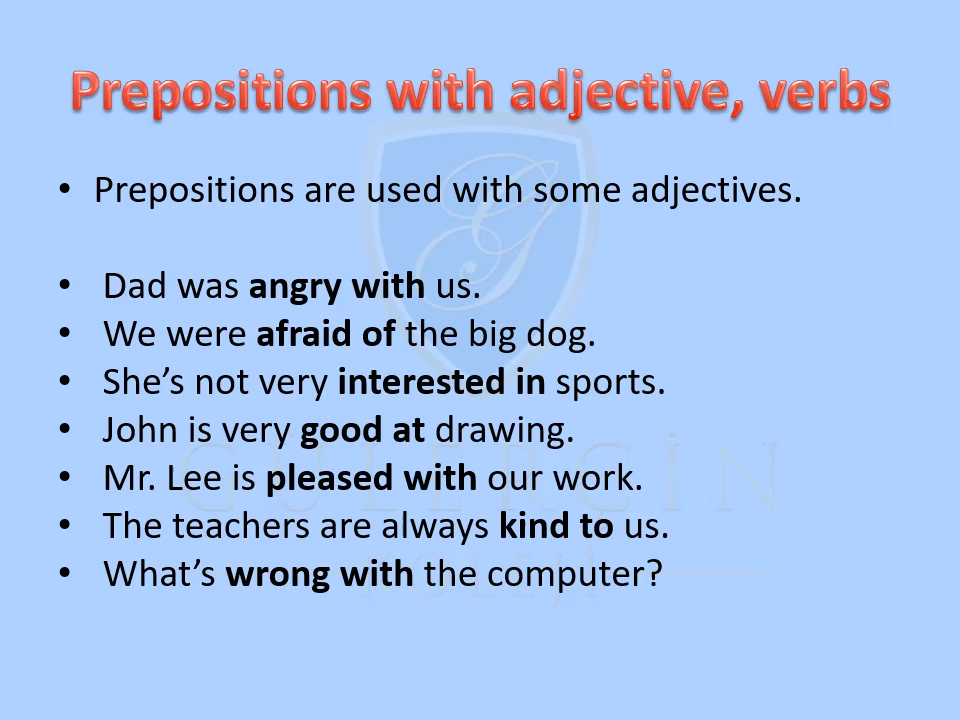 Prepositions with adjective, verbs
• Prepositions are used with some adjectives.
• Dad was angry with us.
• We were afraid of the big dog.
• She’s not very interested in sports.
• John is very good at drawing.
• Mr. Lee is pleased with our work.
• The teachers are always kind to us.
• What’s wrong with the computer?